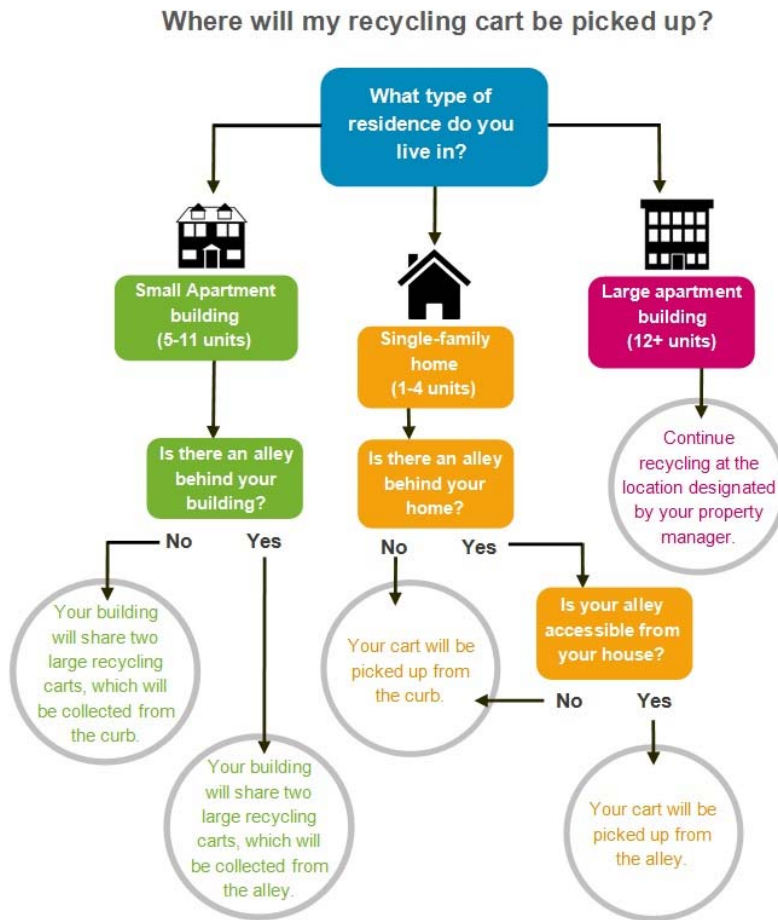 Where will my recycling cart be picked up?
What type of
residence do you
live in?
Small Apartment
building
(5-11 units)
Single-family
home
(1-4 units)
Large apartment
building
(12+ units)
Is there an alley
behind your
building?
Is there an alley
behind your
home?
Continue
recycling at the
location designated
by your property
manager.
No
Yes
No
Yes
Your building
will share two
large recycling
carts, which will
be collected from
the curb.
Your cart will be
picked up from
the curb.
Is your alley
accessible from
your house?
No
Yes
Your building
will share two
large recycling
carts, which will
be collected from
the alley.
Your cart will be
picked up from
the alley.